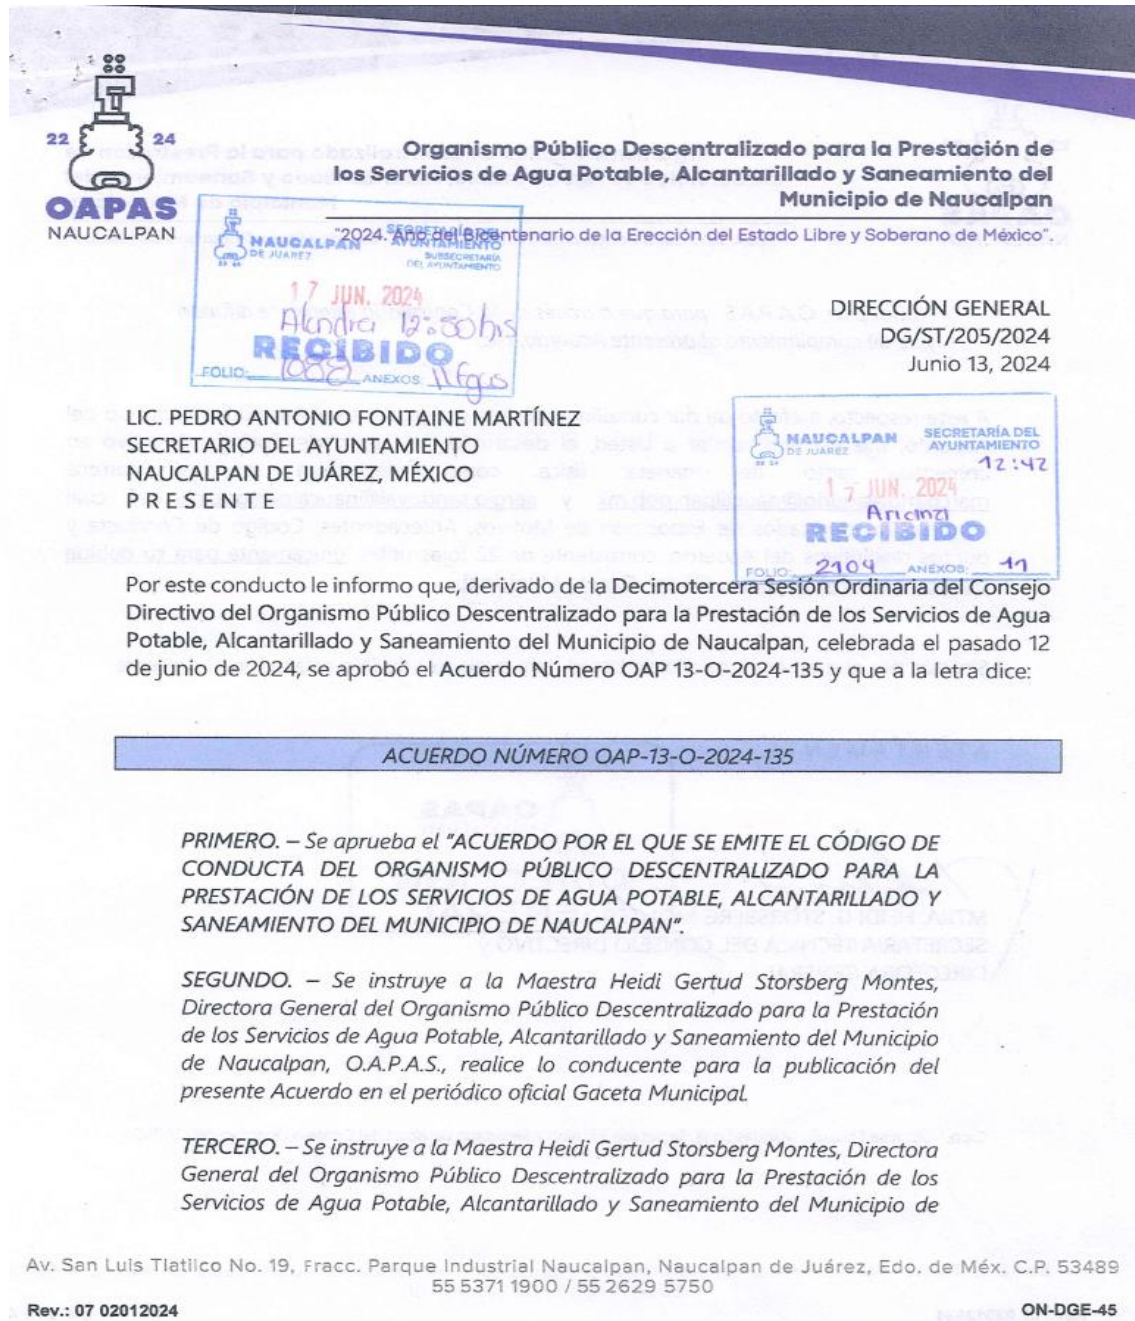 22 24
OAPAS
NAUCALPAN
Organismo Público Descentralizado para la Prestación de
los Servicios de Agua Potable, Alcantarillado y Saneamiento del
Municipio de Naucalpan
"2024. Año del Bicentenario de la Erección del Estado Libre y Soberano de México".
NAUCALPAN
DE JUÁREZ
SECRETARÍA DEL
AYUNTAMIENTO
SUBSECRETARÍA
DEL AYUNTAMIENTO
17 JUN. 2024
12:00 hrs
RECIBIDO
FOLIO: 1088 ANEXOS: 11
DIRECCIÓN GENERAL
DG/ST/205/2024
Junio 13, 2024
LIC. PEDRO ANTONIO FONTAINE MARTÍNEZ
SECRETARIO DEL AYUNTAMIENTO
NAUCALPAN DE JUÁREZ, MÉXICO
P R E S E N T E
NAUCALPAN
DE JUÁREZ
SECRETARÍA DEL
AYUNTAMIENTO
12:42
17 JUN. 2024
RECIBIDO
FOLIO: 2104 ANEXOS: 11
Por este conducto le informo que, derivado de la Decimotercera Sesión Ordinaria del Consejo
Directivo del Organismo Público Descentralizado para la Prestación de los Servicios de Agua
Potable, Alcantarillado y Saneamiento del Municipio de Naucalpan, celebrada el pasado 12
de junio de 2024, se aprobó el Acuerdo Número OAP 13-O-2024-135 y que a la letra dice:
ACUERDO NÚMERO OAP-13-O-2024-135
PRIMERO. – Se aprueba el "ACUERDO POR EL QUE SE EMITE EL CÓDIGO DE
CONDUCTA DEL ORGANISMO PÚBLICO DESCENTRALIZADO PARA LA
PRESTACIÓN DE LOS SERVICIOS DE AGUA POTABLE, ALCANTARILLADO Y
SANEAMIENTO DEL MUNICIPIO DE NAUCALPAN".
SEGUNDO. – Se instruye a la Maestra Heidi Gertud Storsberg Montes,
Directora General del Organismo Público Descentralizado para la Prestación
de los Servicios de Agua Potable, Alcantarillado y Saneamiento del Municipio
de Naucalpan, O.A.P.A.S., realice lo conducente para la publicación del
presente Acuerdo en el periódico oficial Gaceta Municipal.
TERCERO. – Se instruye a la Maestra Heidi Gertud Storsberg Montes, Directora
General del Organismo Público Descentralizado para la Prestación de los
Servicios de Agua Potable, Alcantarillado y Saneamiento del Municipio de
Av. San Luis Tlatilco No. 19, Fracc. Parque Industrial Naucalpan, Naucalpan de Juárez, Edo. de Méx. C.P. 53489
55 5371 1900 / 55 2629 5750
Rev.: 07 02012024 ON-DGE-45